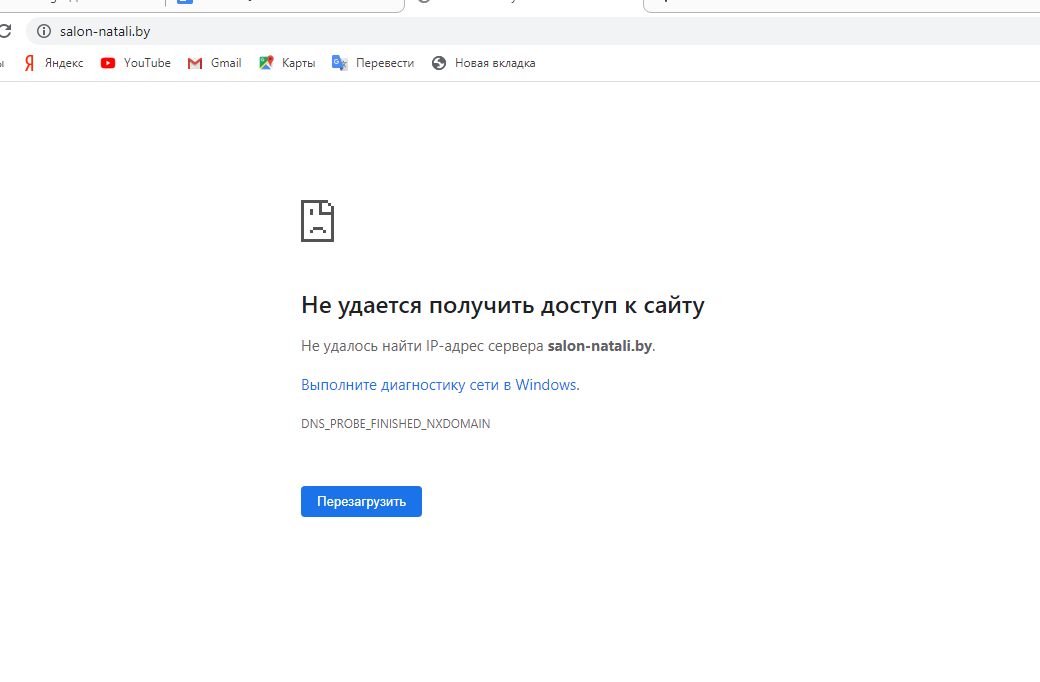 salon-natali.by
Яндекс YouTube Gmail Карты Перевести Новая вкладка
Не удается получить доступ к сайту
Не удалось найти IP-адрес сервера salon-natali.by.
Выполните диагностику сети в Windows.
DNS_PROBE_FINISHED_NXDOMAIN
Перезагрузить